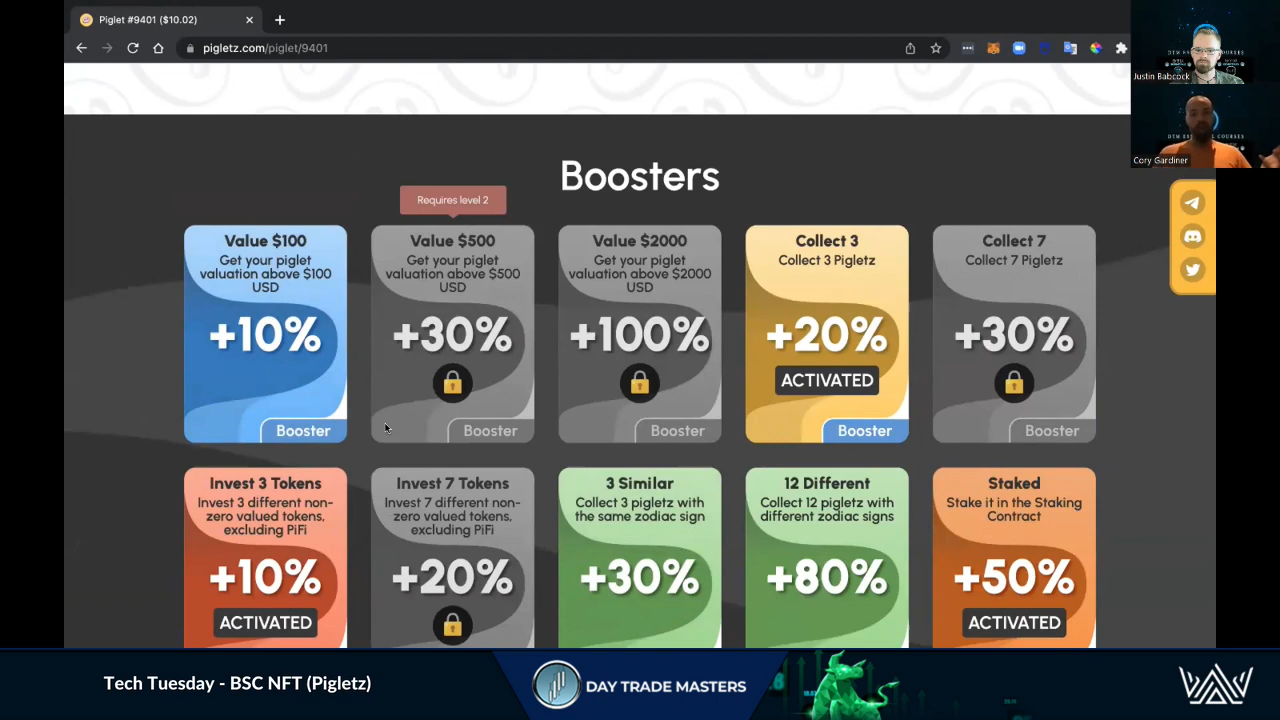 Piglet #9401 ($10.02)
pigletz.com/piglet/9401
Justin Babcock
Cory Gardiner
Boosters
Requires level 2
Value $100
Get your piglet
valuation above $100
USD
+10%
Booster
Value $500
Get your piglet
valuation above $500
USD
+30%
Booster
Value $2000
Get your piglet
valuation above $2000
USD
+100%
Booster
Collect 3
Collect 3 Pigletz
+20%
ACTIVATED
Booster
Collect 7
Collect 7 Pigletz
+30%
Booster
Invest 3 Tokens
Invest 3 different non-
zero valued tokens,
excluding PiFi
+10%
ACTIVATED
Invest 7 Tokens
Invest 7 different non-
zero valued tokens,
excluding PiFi
+20%
3 Similar
Collect 3 pigletz with
the same zodiac sign
+30%
12 Different
Collect 12 pigletz with
different zodiac signs
+80%
Staked
Stake it in the Staking
Contract
+50%
ACTIVATED
Tech Tuesday - BSC NFT (Pigletz)
DAY TRADE MASTERS